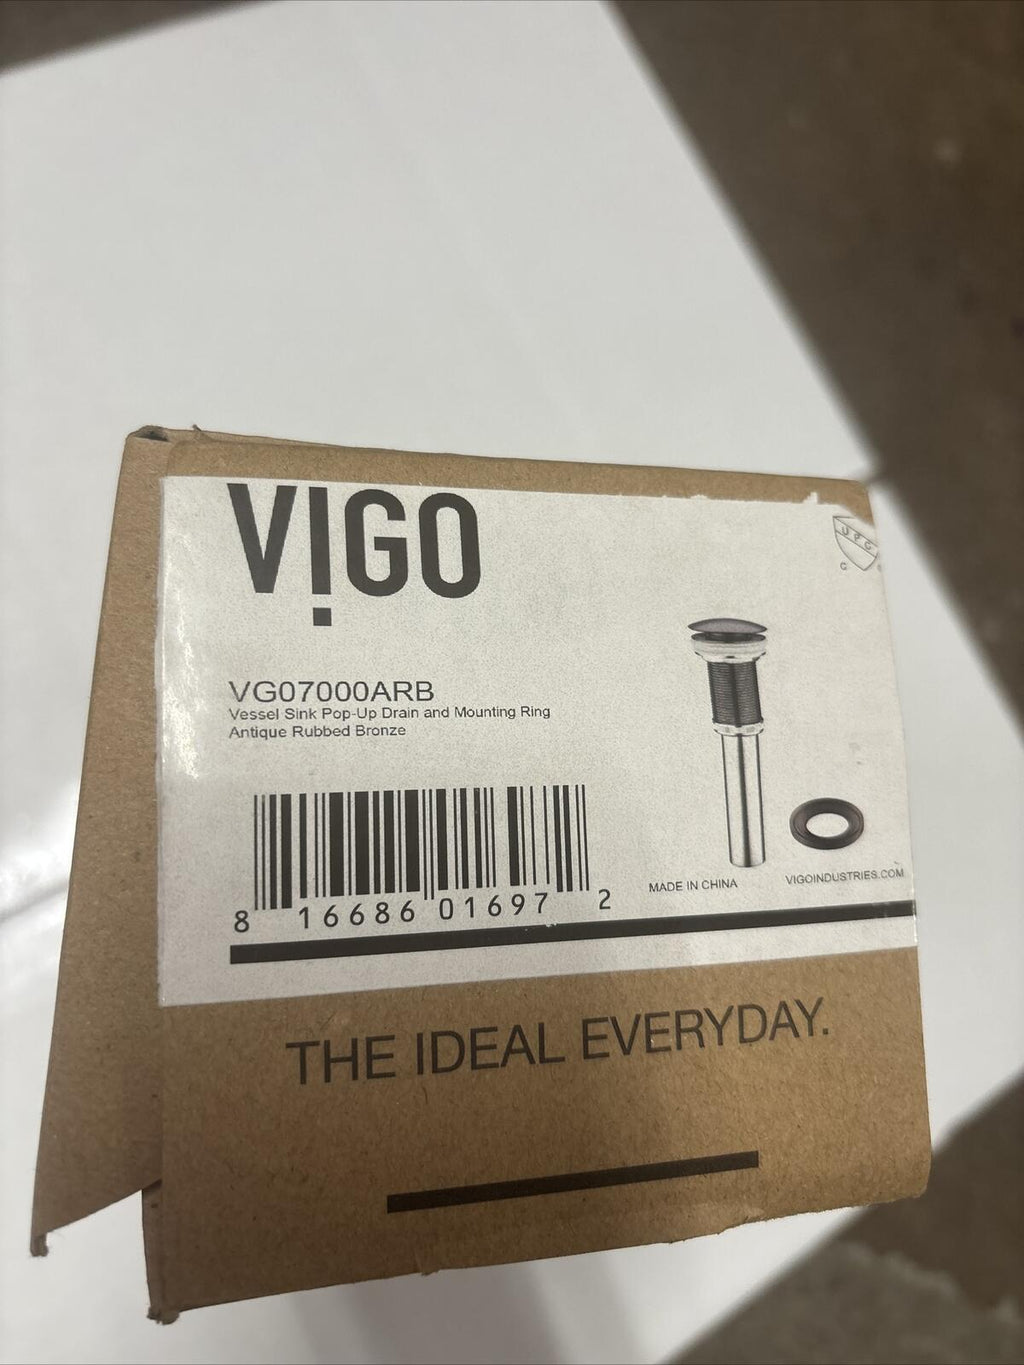 VIGO
UPC
VG07000ARB
Vessel Sink Pop-Up Drain and Mounting Ring
Antique Rubbed Bronze
8 16686 01697 2
MADE IN CHINA
VIGOINDUSTRIES.COM
THE IDEAL EVERYDAY.